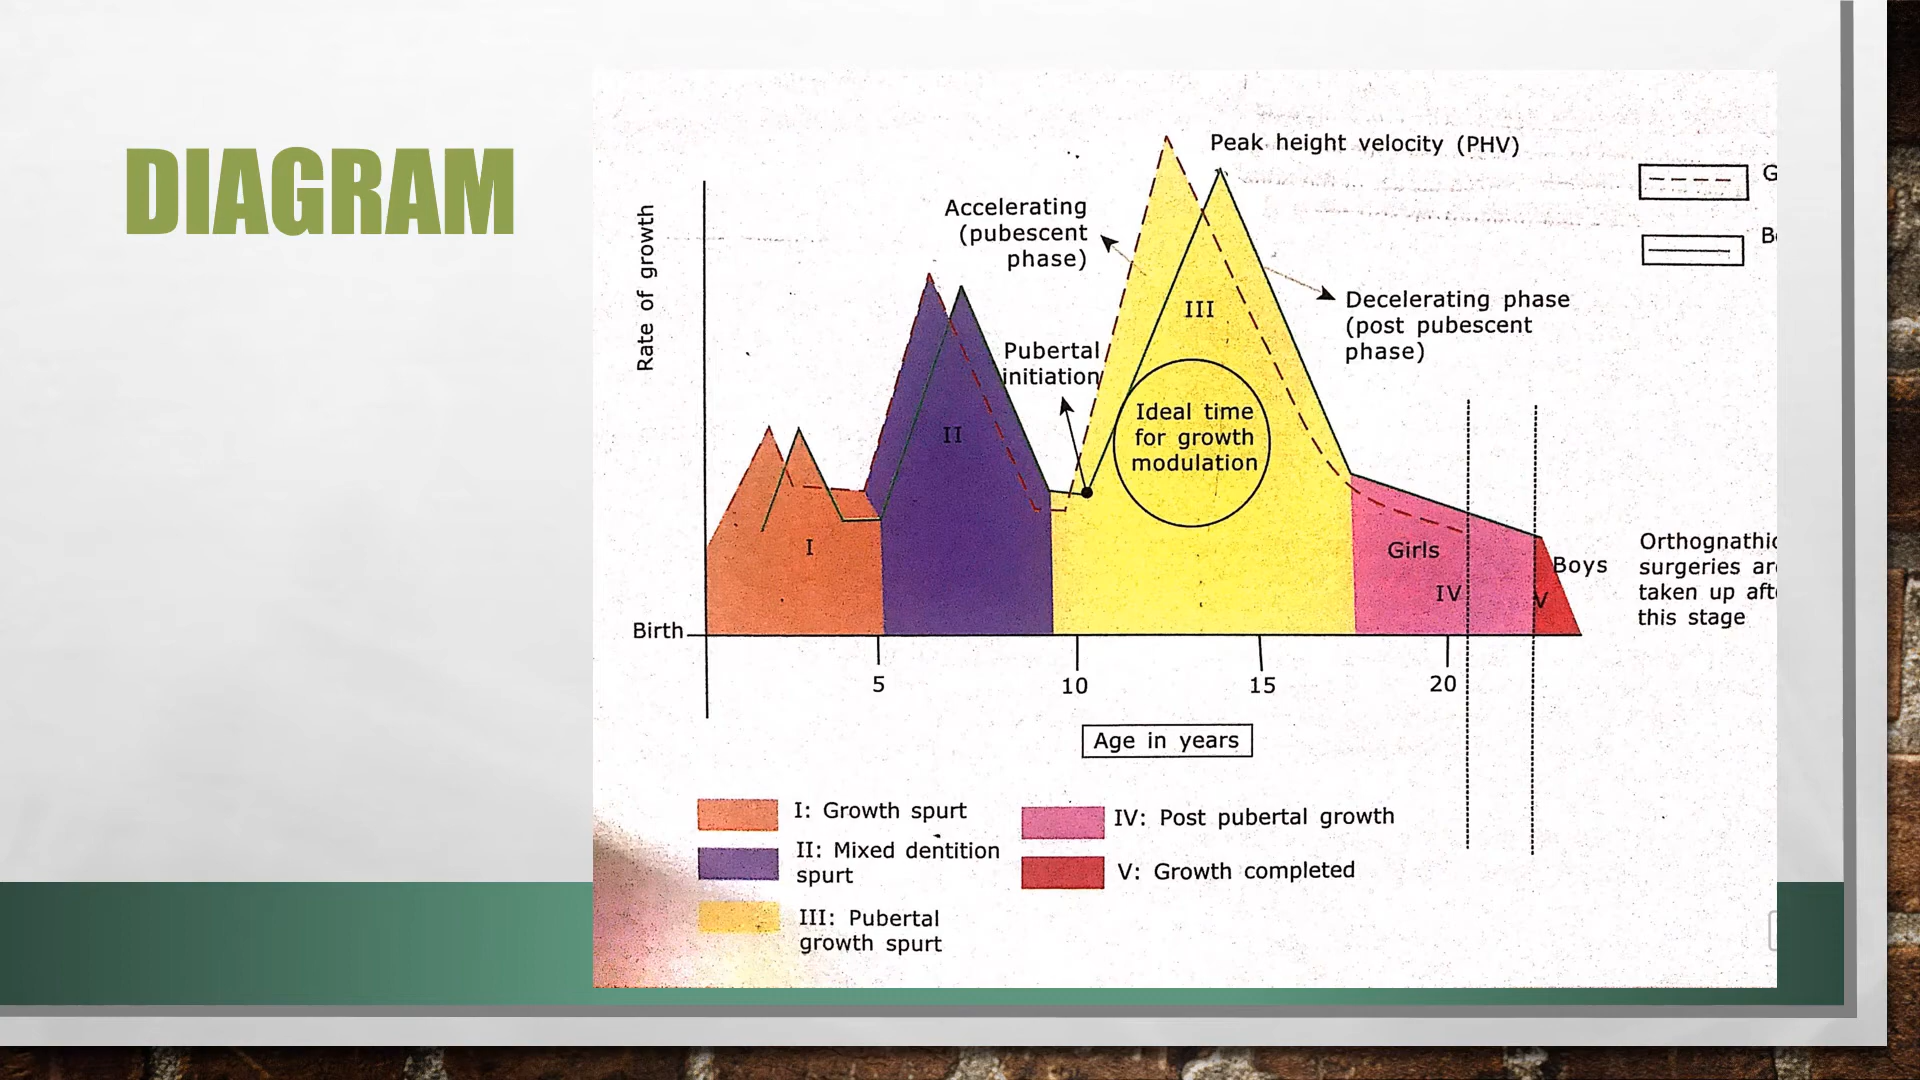 DIAGRAM
Peak height velocity (PHV)
G
Accelerating
(pubescent
phase)
Rate of growth
III
Decelerating phase
(post pubescent
phase)
Pubertal
initiation
Ideal time
for growth
modulation
II
I
Girls
IV
Boys
V
Orthognathic
surgeries
taken up
this stage
Birth
5
10
15
20
Age in years
I: Growth spurt
II: Mixed dentition
spurt
III: Pubertal
growth spurt
IV: Post pubertal growth
V: Growth completed